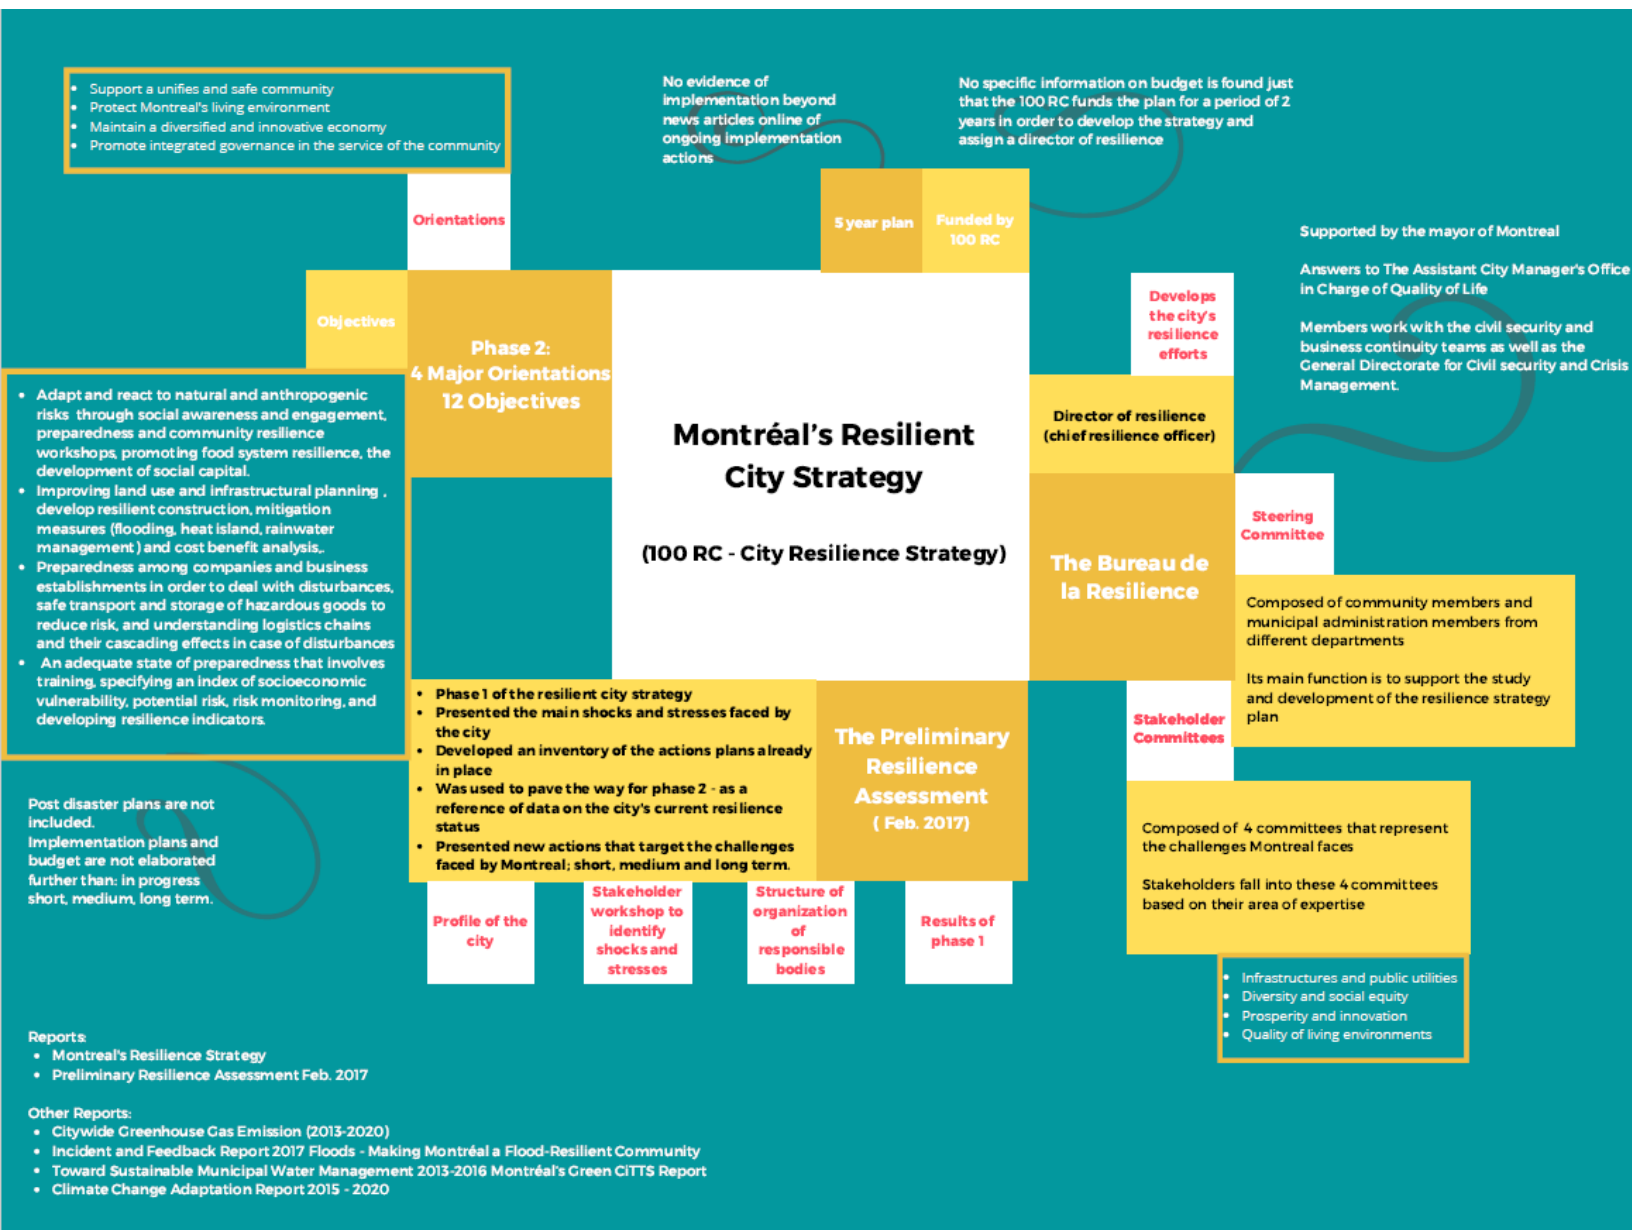 • Support a unifies and safe community
• Protect Montreal's living environment
• Maintain a diversified and innovative economy
• Promote integrated governance in the service of the community
No evidence of
implementation beyond
news articles online of
ongoing implementation
actions
No specific information on budget is found just
that the 100 RC funds the plan for a period of 2
years in order to develop the strategy and
assign a director of resilience
Orientations
5 year plan
Funded by
100 RC
Supported by the mayor of Montreal
Answers to The Assistant City Manager's Office
in Charge of Quality of Life
Members work with the civil security and
business continuity teams as well as the
General Directorate for Civil security and Crisis
Management.
Objectives
Phase 2:
4 Major Orientations
12 Objectives
Develops
the city's
resilience
efforts
Director of resilience
(chief resilience officer)
Montréal's Resilient
City Strategy
(100 RC - City Resilience Strategy)
• Adapt and react to natural and anthropogenic
risks through social awareness and engagement,
preparedness and community resilience
workshops, promoting food system resilience, the
development of social capital.
• Improving land use and infrastructural planning ,
develop resilient construction, mitigation
measures (flooding, heat island, rainwater
management) and cost benefit analysis,.
• Preparedness among companies and business
establishments in order to deal with disturbances,
safe transport and storage of hazardous goods to
reduce risk, and understanding logistics chains
and their cascading effects in case of disturbances
• An adequate state of preparedness that involves
training, specifying an index of socioeconomic
vulnerability, potential risk, risk monitoring, and
developing resilience indicators.
The Bureau de
la Resilience
Steering
Committee
Composed of community members and
municipal administration members from
different departments
Its main function is to support the study
and development of the resilience strategy
plan
• Phase 1 of the resilient city strategy
• Presented the main shocks and stresses faced by
the city
• Developed an inventory of the actions plans already
in place
• Was used to pave the way for phase 2 - as a
reference of data on the city's current resilience
status
• Presented new actions that target the challenges
faced by Montreal; short, medium and long term.
The Preliminary
Resilience
Assessment
( Feb. 2017)
Stakeholder
Committees
Composed of 4 committees that represent
the challenges Montreal faces
Stakeholders fall into these 4 committees
based on their area of expertise
Post disaster plans are not
included.
Implementation plans and
budget are not elaborated
further than: in progress
short, medium, long term.
Profile of the
city
Stakeholder
workshop to
identify
shocks and
stresses
Structure of
organization
of
responsible
bodies
Results of
phase 1
• Infrastructures and public utilities
• Diversity and social equity
• Prosperity and innovation
• Quality of living environments
Reports:
• Montreal's Resilience Strategy
• Preliminary Resilience Assessment Feb. 2017
Other Reports:
• Citywide Greenhouse Gas Emission (2013-2020)
• Incident and Feedback Report 2017 Floods - Making Montréal a Flood-Resilient Community
• Toward Sustainable Municipal Water Management 2013-2016 Montréal's Green CiTTS Report
• Climate Change Adaptation Report 2015 - 2020